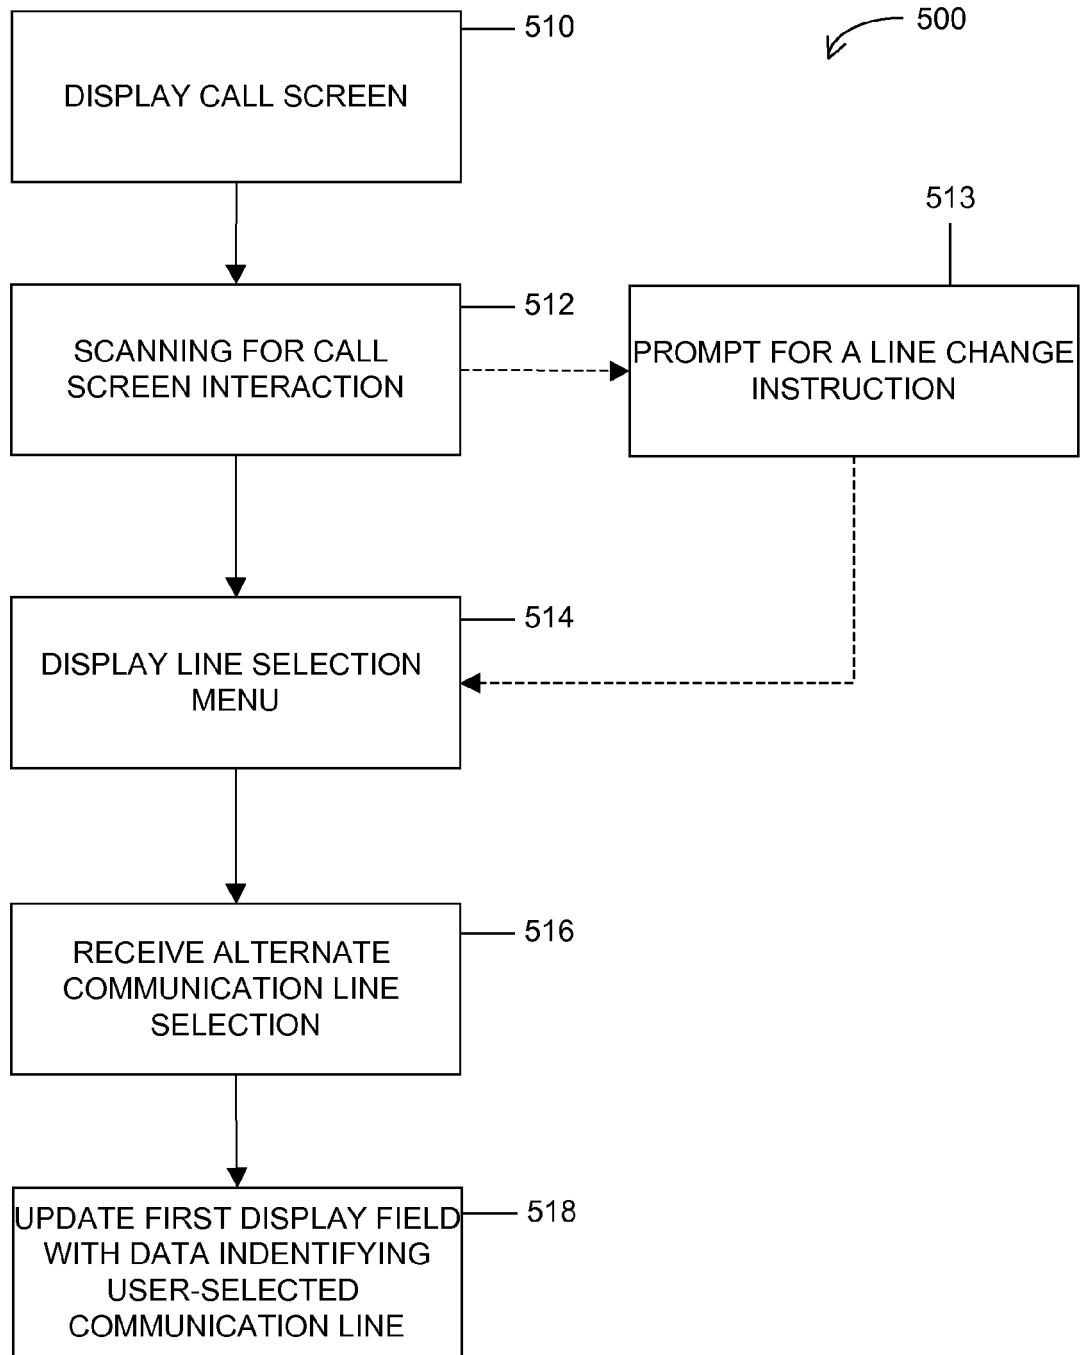 510
500
DISPLAY CALL SCREEN
513
512
SCANNING FOR CALL
SCREEN INTERACTION
PROMPT FOR A LINE CHANGE
INSTRUCTION
514
DISPLAY LINE SELECTION
MENU
516
RECEIVE ALTERNATE
COMMUNICATION LINE
SELECTION
518
UPDATE FIRST DISPLAY FIELD
WITH DATA INDENTIFYING
USER-SELECTED
COMMUNICATION LINE